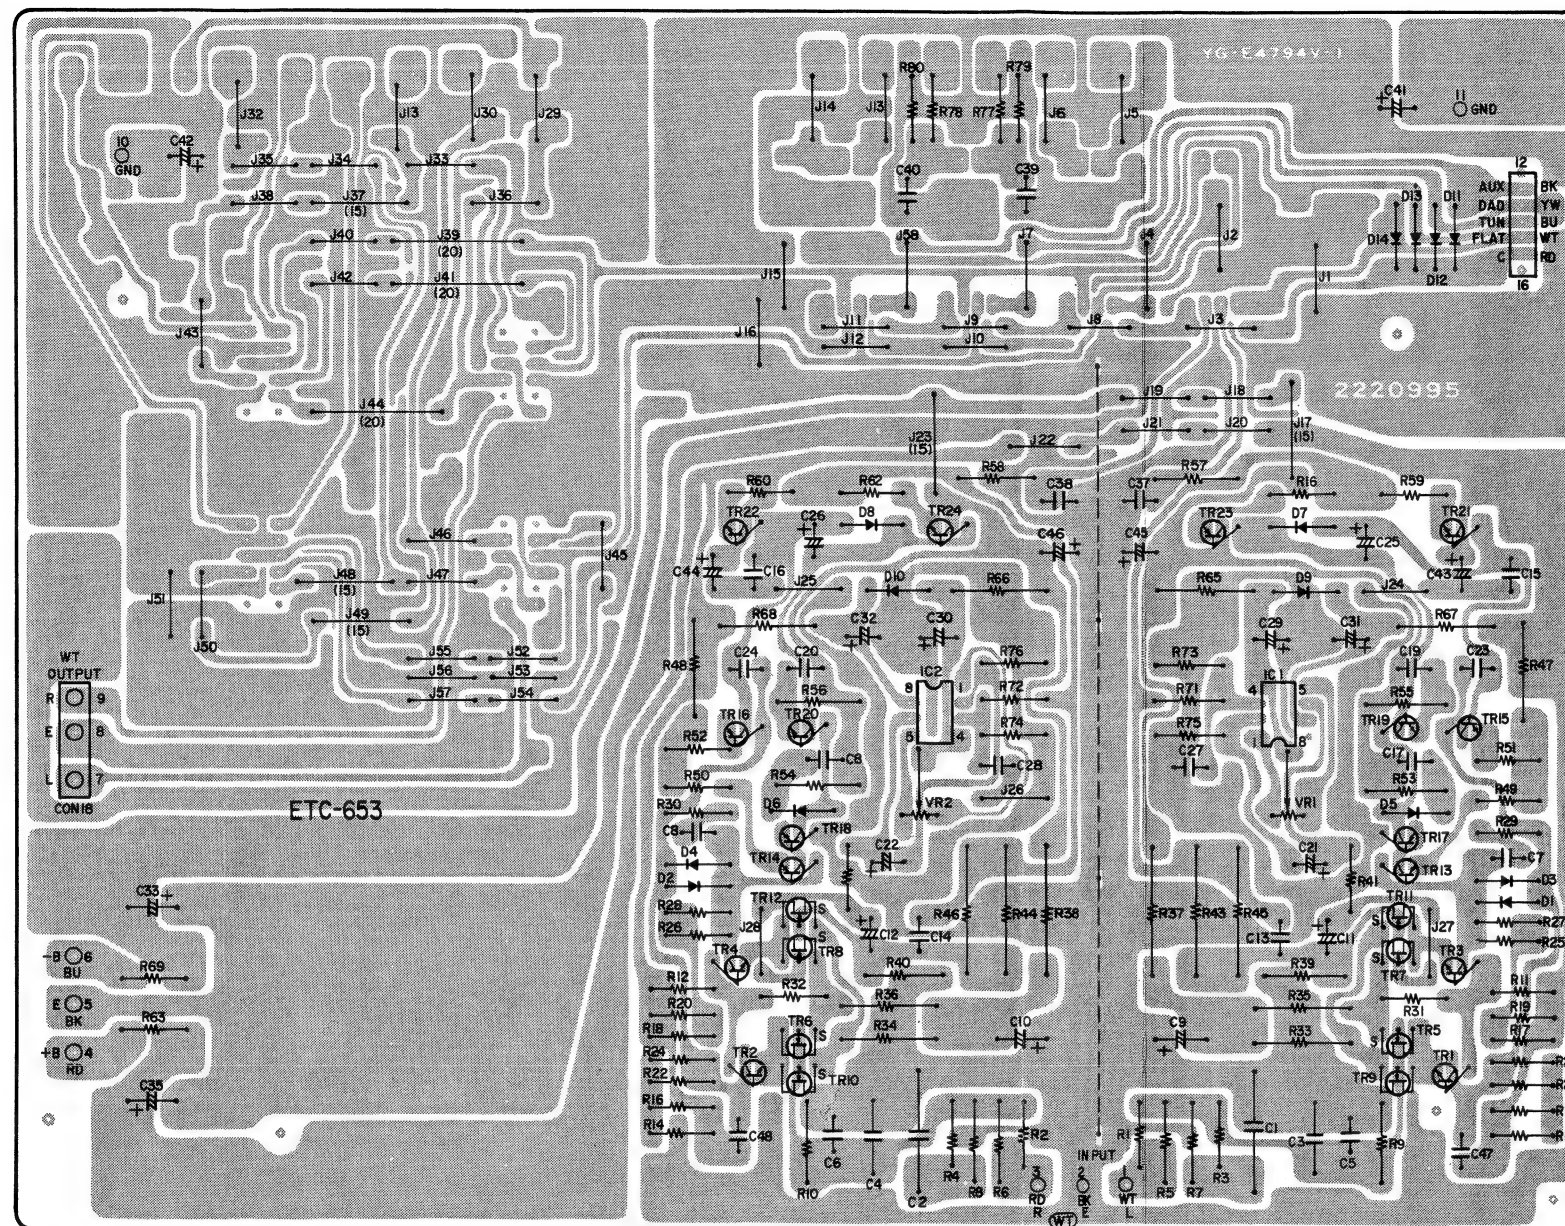 YG-E4794V-1
R80 R79
C41 11
GND
J32 J13 J30 J29 J14 J13 R78 R77 J6 J5
10 C42
GND
12
J35 J34 J33 C40 C39
AUX BK
D13 D11
DAD YW
J38 J37 J36
(15)
TUN BU
J40 J39 J58 J7 J4 J2
(20)
D14 FLAT WT
C RD
J42 J41 J15 J1
(20)
D12 16
J43 J16 J11 J9 J8 J3
J12 J10
2220995
J44
(20)
J19 J18
J23
(15)
J22 J21 J20 J17
(15)
R60 R62 R58 C38 C37 R57 R16 R59
TR22 C26 D8 TR24 C46 C45 TR23 D7 C25 TR21
J46 J45
C44 C16 J25 D10 R66 R65 D9 J24 C43 C15
J51 J50 J48 J47
(15)
J49
(15)
R68 C32 C30 C29 C31 R67
WT
OUTPUT
J55 J52
J56 J53
J57 J54
R48 C24 C20 R76 R73 C19 C23 R47
R 9
R56 8 IC2 1 R72 R71 4 IC1 5 R55
E 8
TR16 TR20 5 4 R74 R75 1 8 TR19 TR15
R52 C8 C28 C27 C17 R51
L 7
CON18
ETC-653
R50 R54 J26 R53 R49
R30 D6 VR2 VR1 D5 R29
C8 TR18 TR17 C7
D4 TR14 C22 C21 R41 TR13 D3
D2 TR12 S TR11 D1
C33
R28 J28 R46 R44 R38 R37 R43 R45 S J27 R27
R26 S C12 C14 C13 C11 S R25
-B 6
BU
TR4 TR8 TR7 TR3
R69
R12 R32 R40 R39 R11
E 5
BK
R20 R36 R35 R31 R19
R63
R18 TR6 S R34 C10 C9 R33 S TR5 R17
+B 4
RD
R24 TR2 S TR1
R22 TR10 TR9
C35
R16
R14 C48 R2 R1 C1 C3 R9 C47
C6 C5
R10 C4 C2 R4 R8 R6 R5 R7 R3
INPUT
3 2 1
RD BK WT
R E L
(WT)